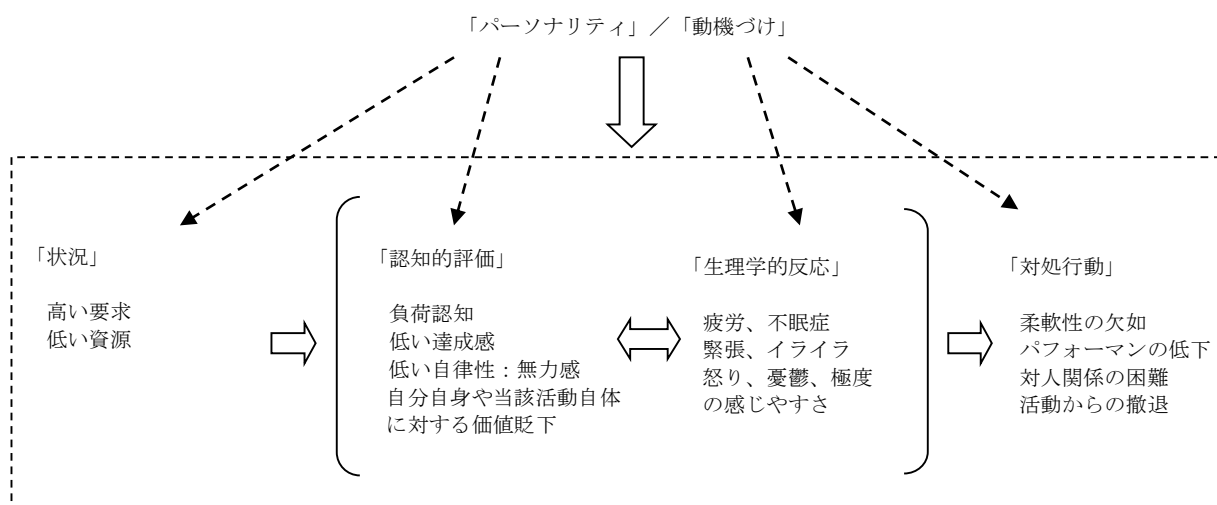 「パーソナリティ」／「動機づけ」
「状況」
高い要求
低い資源
「認知的評価」
負荷認知
低い達成感
低い自律性：無力感
自分自身や当該活動自体
に対する価値貶下
「生理学的反応」
疲労、不眠症
緊張、イライラ
怒り、憂鬱、極度
の感じやすさ
「対処行動」
柔軟性の欠如
パフォーマンの低下
対人関係の困難
活動からの撤退